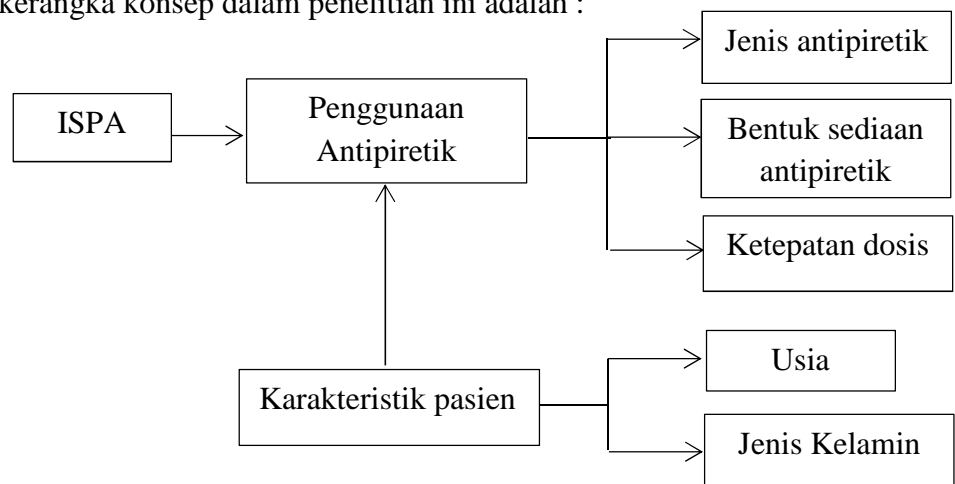 kerangka konsep dalam penelitian ini adalah :
ISPA
Penggunaan
Antipiretik
Jenis antipiretik
Bentuk sediaan
antipiretik
Ketepatan dosis
Karakteristik pasien
Usia
Jenis Kelamin